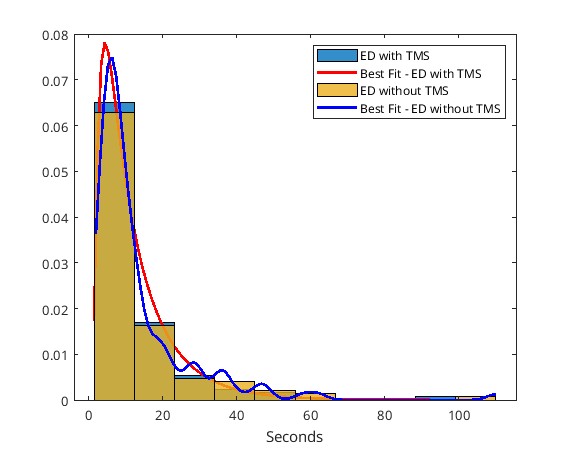 0.08
0.07
0.06
0.05
0.04
0.03
0.02
0.01
0
ED with TMS
Best Fit - ED with TMS
ED without TMS
Best Fit - ED without TMS
0 20 40 60 80 100
Seconds